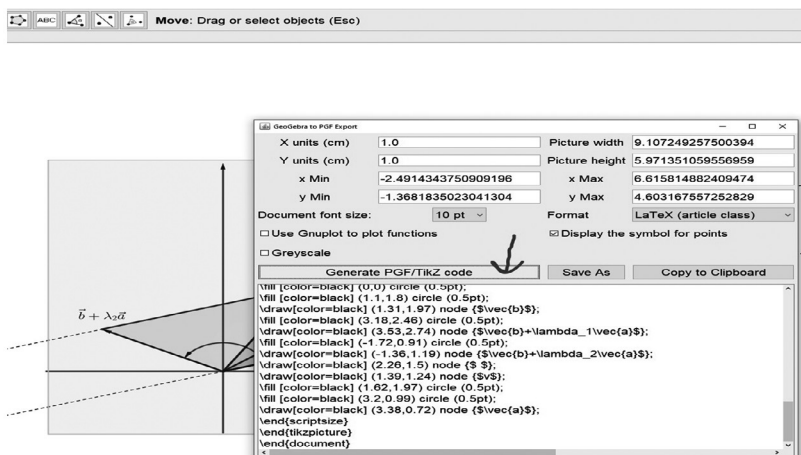 ABC
Move: Drag or select objects (Esc)
GeoGebra to PGF Export
X units (cm) 1.0 Picture width 9.107249257500394
Y units (cm) 1.0 Picture height 5.971351059556959
x Min -2.4914343750909196 x Max 6.615814882409474
y Min -1.3681835023041304 y Max 4.603167557252829
Document font size: 10 pt Format LaTeX (article class)
Use Gnuplot to plot functions Display the symbol for points
Greyscale
Generate PGF/TikZ code Save As Copy to Clipboard
\fill [color=black] (0,0) circle (0.5pt);
\fill [color=black] (1.1,1.8) circle (0.5pt);
\draw[color=black] (1.31,1.97) node {$\vec{b}$};
\fill [color=black] (3.18,2.46) circle (0.5pt);
\draw[color=black] (3.53,2.74) node {$\vec{b}+\lambda_1\vec{a}$};
\fill [color=black] (-1.72,0.91) circle (0.5pt);
\draw[color=black] (-1.36,1.19) node {$\vec{b}+\lambda_2\vec{a}$};
\draw[color=black] (2.26,1.5) node {$ $};
\draw[color=black] (1.39,1.24) node {$v$};
\fill [color=black] (1.62,1.97) circle (0.5pt);
\fill [color=black] (3.2,0.99) circle (0.5pt);
\draw[color=black] (3.38,0.72) node {$\vec{a}$};
\end{scriptsize}
\end{tikzpicture}
\end{document}
b⃗ + λ₂a⃗